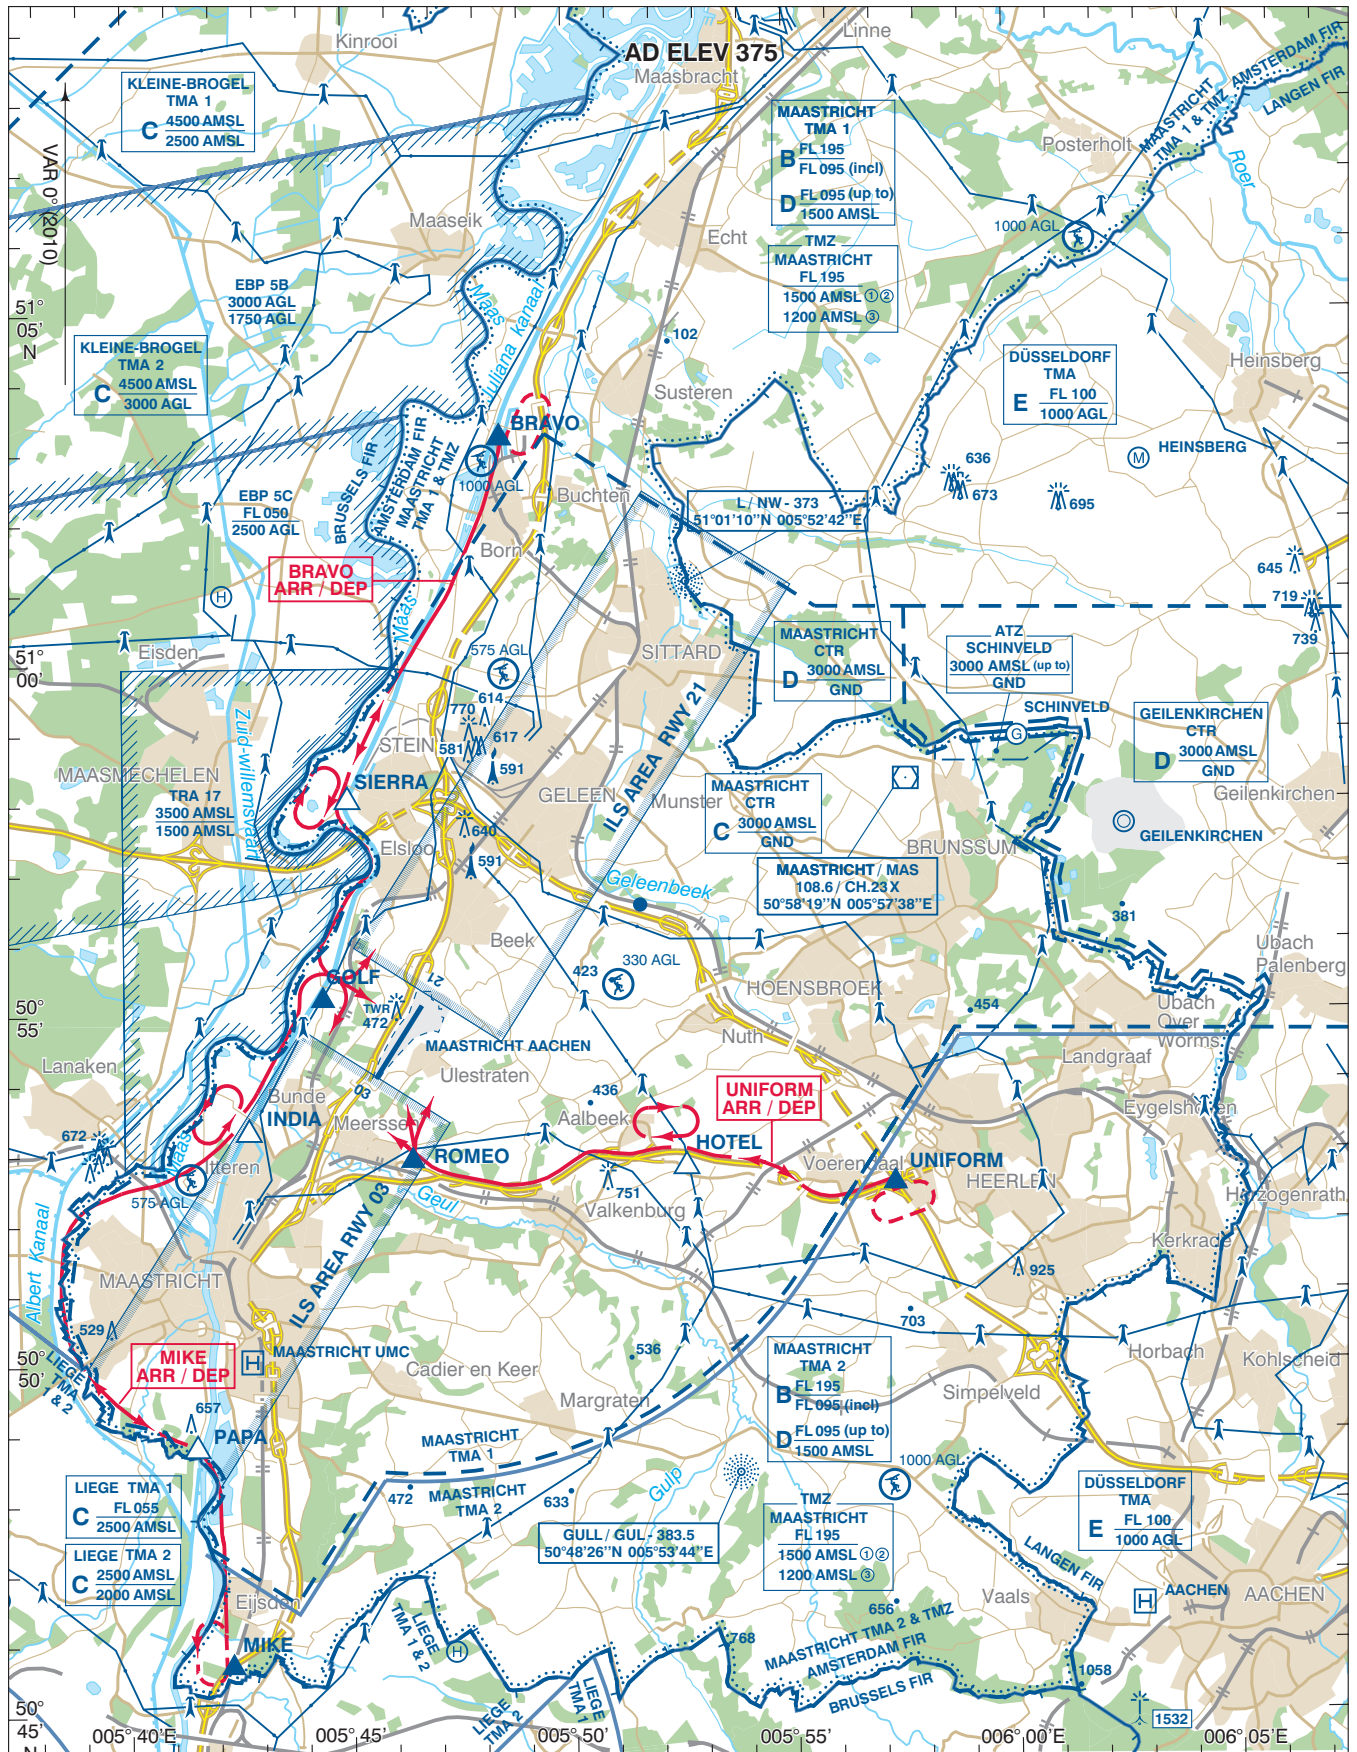 Kinrooi
Linne
AD ELEV 375
Maasbracht
KLEINE-BROGEL
TMA 1
C 4500 AMSL
2500 AMSL
VAR 0° (2010)
MAASTRICHT
TMA 1
B FL 195
FL 095 (incl)
D FL 095 (up to)
1500 AMSL
MAASTRICHT
TMA 1 & TMZ
AMSTERDAM FIR
LANGEN FIR
Posterholt
Roer
Maaseik
Echt
1000 AGL
TMZ
MAASTRICHT
FL 195
1500 AMSL ①②
1200 AMSL ③
EBP 5B
3000 AGL
1750 AGL
Maas
Juliana kanaal
51°
05'
N
102
KLEINE-BROGEL
TMA 2
C 4500 AMSL
3000 AGL
DÜSSELDORF
TMA
E FL 100
1000 AGL
Heinsberg
Susteren
BRAVO
BRUSSELS FIR
AMSTERDAM FIR
MAASTRICHT
TMA 1 & TMZ
M
HEINSBERG
636
673
695
1000 AGL
Buchten
L / NW - 373
51°01'10''N 005°52'42''E
EBP 5C
FL 050
2500 AGL
Born
BRAVO
ARR / DEP
645
H
719
739
Maas
Eisden
51°
00'
575 AGL
SITTARD
MAASTRICHT
CTR
D 3000 AMSL
GND
ATZ
SCHINVELD
3000 AMSL (up to)
GND
SCHINVELD
G
614
770
617
581
591
STEIN
ILS AREA RWY 21
GEILENKIRCHEN
CTR
D 3000 AMSL
GND
Zuid-willemsvaart
MAASMECHELEN
TRA 17
3500 AMSL
1500 AMSL
SIERRA
GELEEN
Munster
MAASTRICHT
CTR
C 3000 AMSL
GND
Geilenkirchen
GEILENKIRCHEN
640
Elsloo
591
BRUNSSUM
MAASTRICHT / MAS
108.6 / CH.23 X
50°58'19''N 005°57'38''E
Geleenbeek
381
Beek
Ubach
Palenberg
GOLF
21
423
330 AGL
HOENSBROEK
454
TWR
472
50°
55'
Ubach
Over
Worms
Nuth
MAASTRICHT AACHEN
Landgraaf
Lanaken
Ulestraten
03
Bunde
436
Aalbeek
UNIFORM
ARR / DEP
Eygelshoven
INDIA
Meerssen
672
HOTEL
Maas
Itteren
ROMEO
Voerendaal
UNIFORM
HEERLEN
575 AGL
751
Valkenburg
Geul
Herzogenrath
Albert Kanaal
Kerkrade
MAASTRICHT
925
ILS AREA RWY 03
529
703
MIKE
ARR / DEP
H
MAASTRICHT UMC
536
50°
50'
LIEGE
TMA
1 & 2
Cadier en Keer
MAASTRICHT
TMA 2
B FL 195
FL 095 (incl)
D FL 095 (up to)
1500 AMSL
Horbach
Kohlscheid
Simpelveld
Margraten
657
PAPA
MAASTRICHT
TMA 1
1000 AGL
Gulp
LIEGE TMA 1
C FL 055
2500 AMSL
472
MAASTRICHT
TMA 2
633
DÜSSELDORF
TMA
E FL 100
1000 AGL
TMZ
MAASTRICHT
FL 195
1500 AMSL ①②
1200 AMSL ③
GULL / GUL - 383.5
50°48'26''N 005°53'44''E
LIEGE TMA 2
C 2500 AMSL
2000 AMSL
LANGEN FIR
Eijsden
Vaals
H
AACHEN
AACHEN
656
LIEGE
TMA 1 & 2
H
768
MAASTRICHT TMA 2 & TMZ
AMSTERDAM FIR
BRUSSELS FIR
MIKE
1058
LIEGE
TMA 2
LIEGE
TMA 1
1532
50°
45'
N
005°40'E
005°45'
005°50'
005°55'
006°00'E
006°05'E